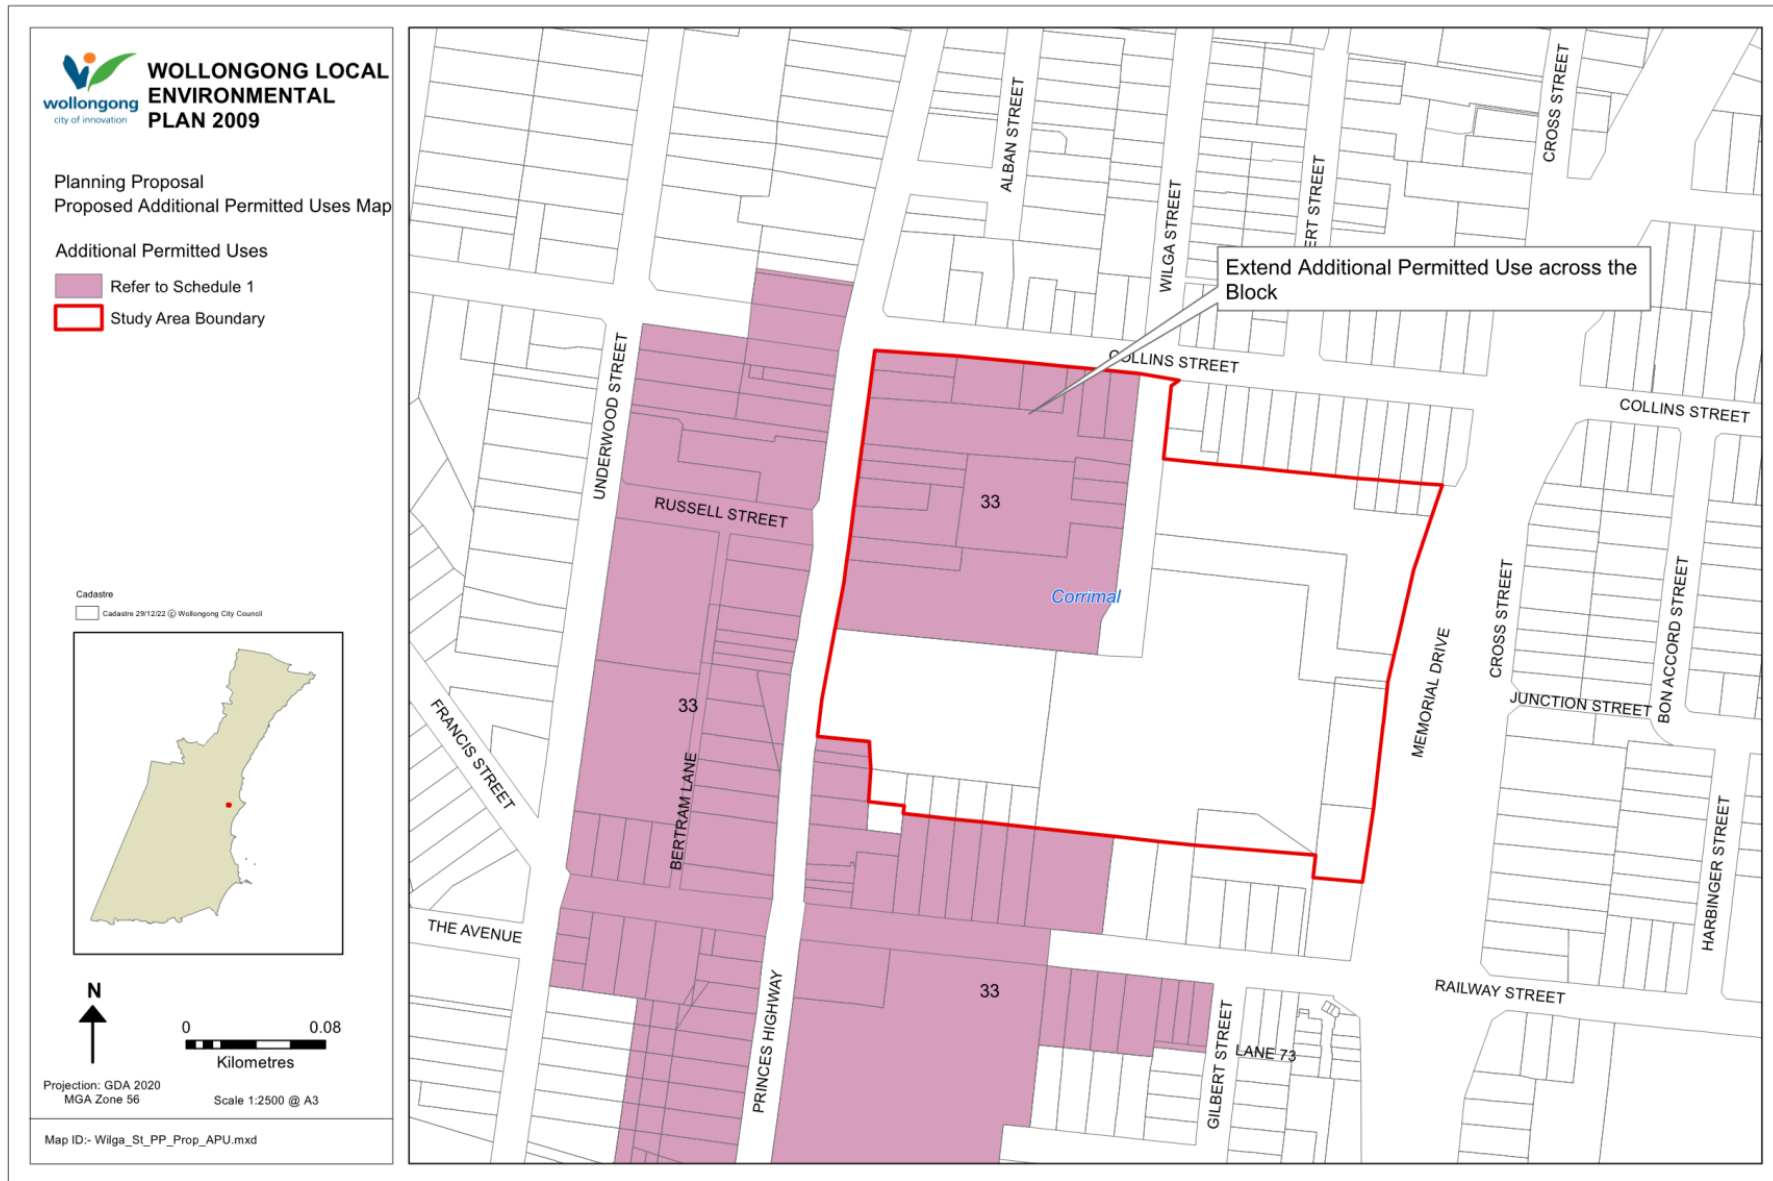 wollongong
city of innovation
WOLLONGONG LOCAL
ENVIRONMENTAL
PLAN 2009
Planning Proposal
Proposed Additional Permitted Uses Map
Additional Permitted Uses
Refer to Schedule 1
Study Area Boundary
Cadastre
Cadastre 29/12/22 © Wollongong City Council
N
0 0.08
Kilometres
Projection: GDA 2020
MGA Zone 56
Scale 1:2500 @ A3
Map ID:- Wilga_St_PP_Prop_APU.mxd
ALBAN STREET
WILGA STREET
ERT STREET
CROSS STREET
Extend Additional Permitted Use across the
Block
COLLINS STREET
COLLINS STREET
UNDERWOOD STREET
RUSSELL STREET
33
Corrimal
CROSS STREET
BON ACCORD STREET
MEMORIAL DRIVE
JUNCTION STREET
33
FRANCIS STREET
BERTRAM LANE
HARBINGER STREET
THE AVENUE
PRINCES HIGHWAY
33
RAILWAY STREET
GILBERT STREET
LANE 73